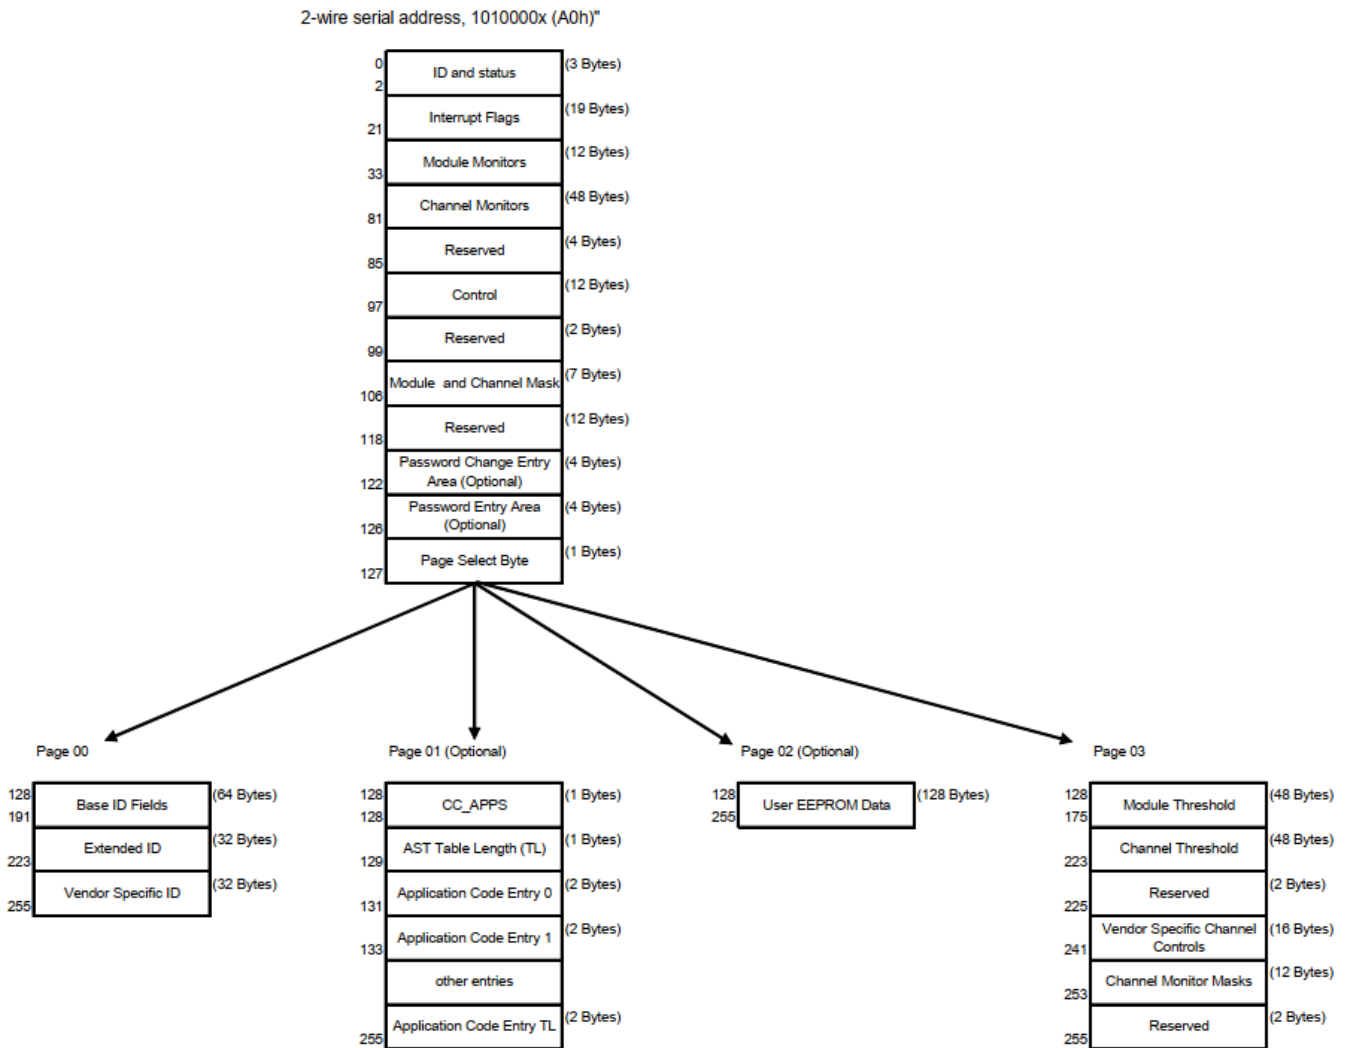 2-wire serial address, 1010000x (A0h)"
0 ID and status (3 Bytes)
2
Interrupt Flags (19 Bytes)
21
Module Monitors (12 Bytes)
33
Channel Monitors (48 Bytes)
81
Reserved (4 Bytes)
85
Control (12 Bytes)
97
Reserved (2 Bytes)
99
Module and Channel Mask (7 Bytes)
106
Reserved (12 Bytes)
118
Password Change Entry (4 Bytes)
Area (Optional)
122
Password Entry Area (4 Bytes)
(Optional)
126
Page Select Byte (1 Bytes)
127
Page 00
128 Base ID Fields (64 Bytes)
191
Extended ID (32 Bytes)
223
Vendor Specific ID (32 Bytes)
255
Page 01 (Optional)
128 CC_APPS (1 Bytes)
128
AST Table Length (TL) (1 Bytes)
129
Application Code Entry 0 (2 Bytes)
131
Application Code Entry 1 (2 Bytes)
133
other entries
Application Code Entry TL (2 Bytes)
255
Page 02 (Optional)
128 User EEPROM Data (128 Bytes)
255
Page 03
128 Module Threshold (48 Bytes)
175
Channel Threshold (48 Bytes)
223
Reserved (2 Bytes)
225
Vendor Specific Channel (16 Bytes)
Controls
241
Channel Monitor Masks (12 Bytes)
253
Reserved (2 Bytes)
255